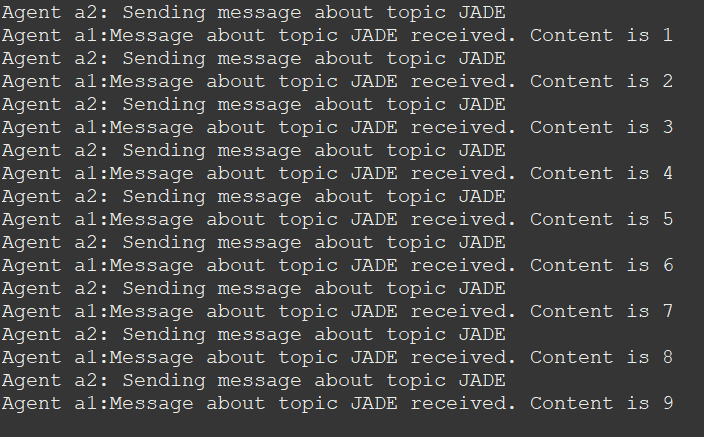 Agent a2: Sending message about topic JADE
Agent a1:Message about topic JADE received. Content is 1
Agent a2: Sending message about topic JADE
Agent a1:Message about topic JADE received. Content is 2
Agent a2: Sending message about topic JADE
Agent a1:Message about topic JADE received. Content is 3
Agent a2: Sending message about topic JADE
Agent a1:Message about topic JADE received. Content is 4
Agent a2: Sending message about topic JADE
Agent a1:Message about topic JADE received. Content is 5
Agent a2: Sending message about topic JADE
Agent a1:Message about topic JADE received. Content is 6
Agent a2: Sending message about topic JADE
Agent a1:Message about topic JADE received. Content is 7
Agent a2: Sending message about topic JADE
Agent a1:Message about topic JADE received. Content is 8
Agent a2: Sending message about topic JADE
Agent a1:Message about topic JADE received. Content is 9